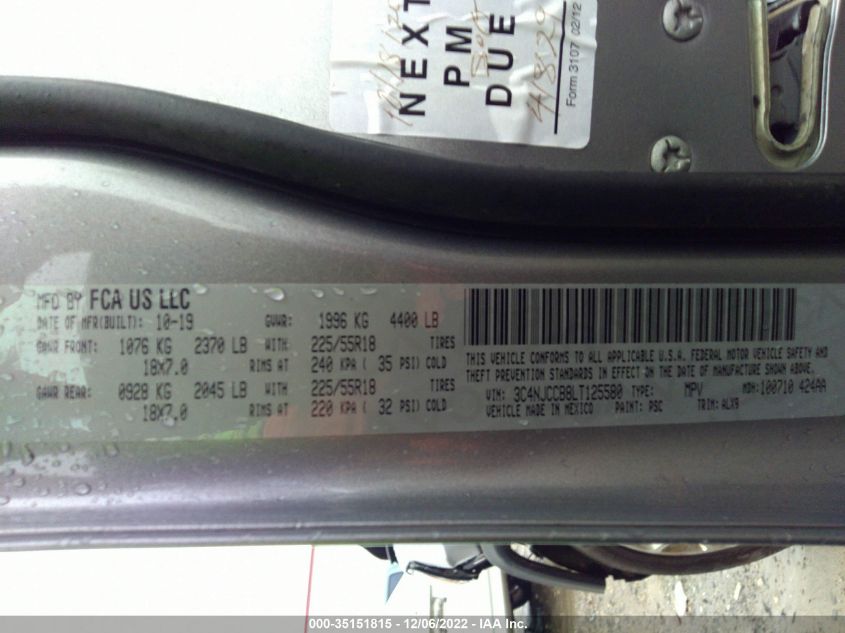 NEXT
PM
DUE
Form 3107 02/12
MFD BY FCA US LLC
DATE OF MFR(BUILT): 10-19 GVWR: 1996 KG 4400 LB
GAWR FRONT: 1076 KG 2370 LB WITH 225/55R18 TIRES
18X7.0 RIMS AT 240 KPA ( 35 PSI) COLD
GAWR REAR: 0928 KG 2045 LB WITH 225/55R18 TIRES
18X7.0 RIMS AT 220 KPA ( 32 PSI) COLD
THIS VEHICLE CONFORMS TO ALL APPLICABLE U.S.A. FEDERAL MOTOR VEHICLE SAFETY AND
THEFT PREVENTION STANDARDS IN EFFECT ON THE DATE OF MANUFACTURE SHOWN ABOVE.
VIN: 3C4NJCCB8LT125580 TYPE: MPV MDH: 100710 424AA
VEHICLE MADE IN MEXICO PAINT: PSC TRIM: ALX9
000-35151815 - 12/06/2022 - IAA Inc.